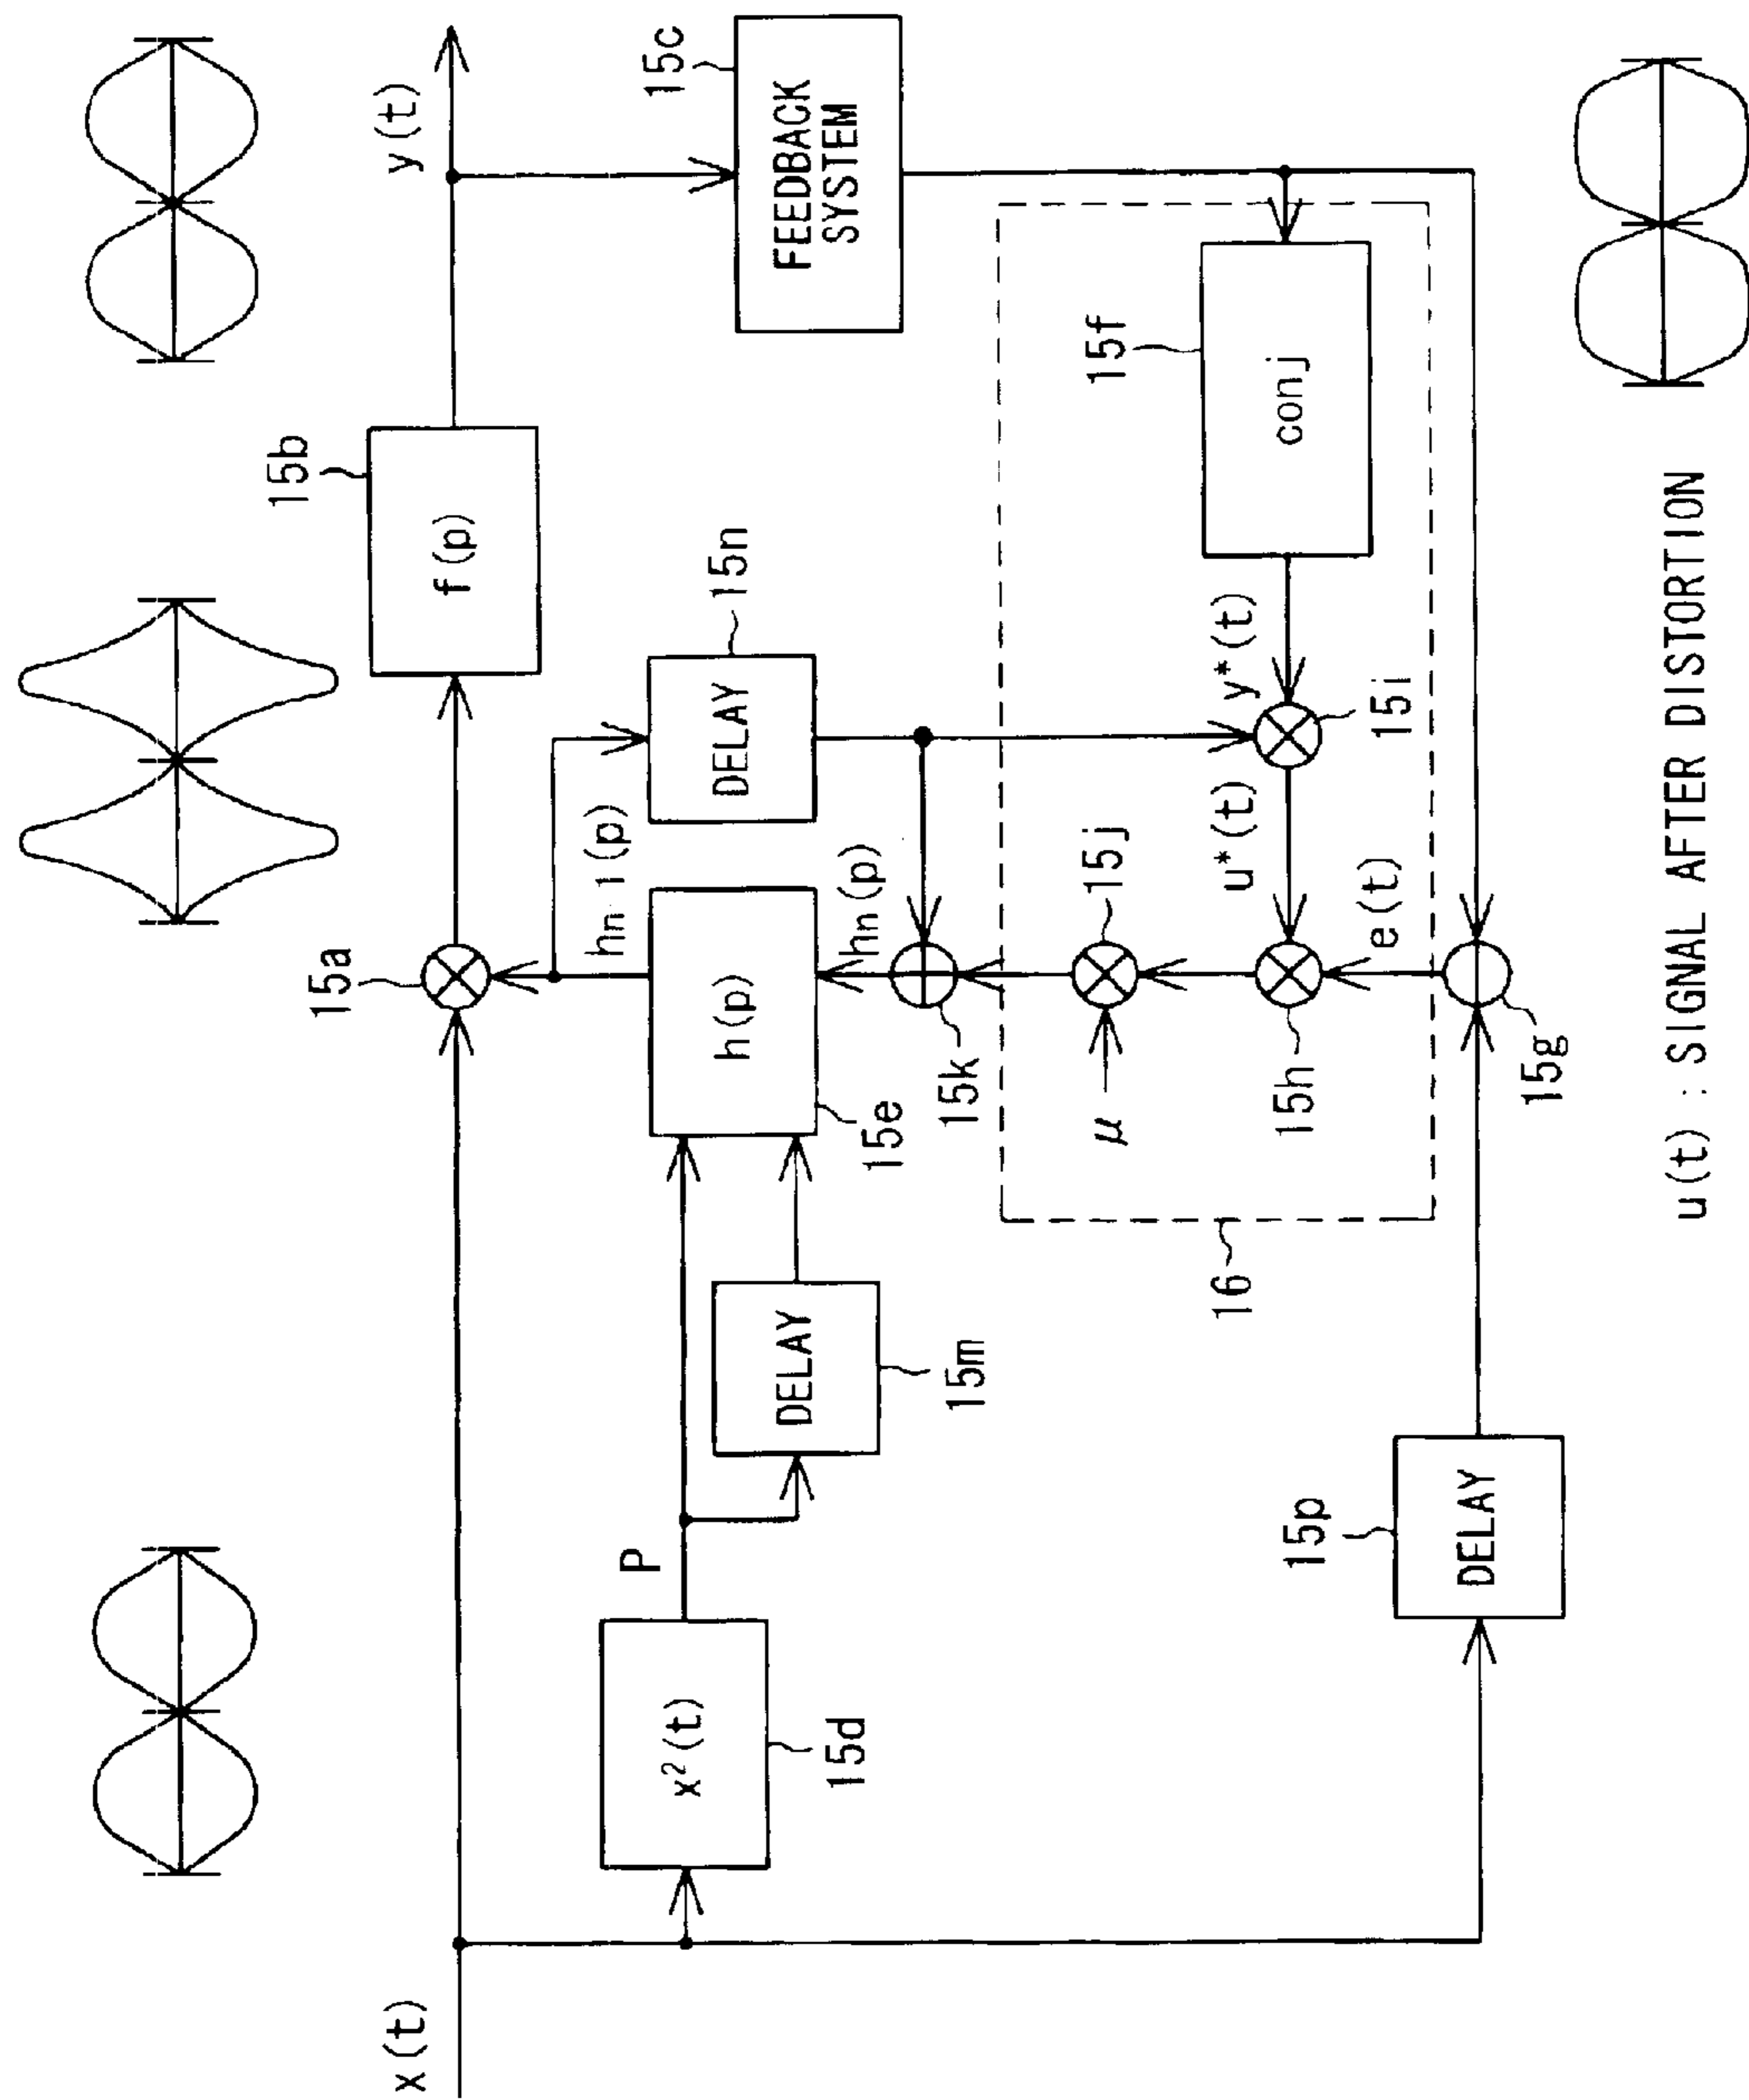 x(t)
15a
15b
f(p)
y(t)
x²(t)
15d
P
DELAY
15m
h(p)
15e
hn-1(p)
DELAY
15n
FEEDBACK
SYSTEM
15c
hn(p)
15k
μ
15j
u*(t)
y*(t)
15i
conj
15f
15h
e(t)
16
15g
DELAY
15p
u(t) : SIGNAL AFTER DISTORTION